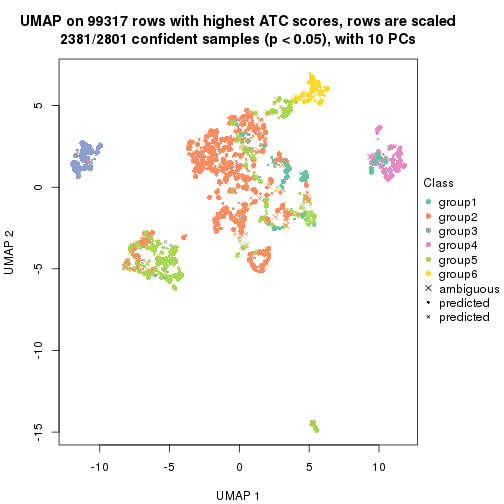 UMAP on 99317 rows with highest ATC scores, rows are scaled
2381/2801 confident samples (p < 0.05), with 10 PCs
5
0
-5
-10
-15
UMAP 2
-10
-5
0
5
10
UMAP 1
Class
group1
group2
group3
group4
group5
group6
ambiguous
predicted
predicted